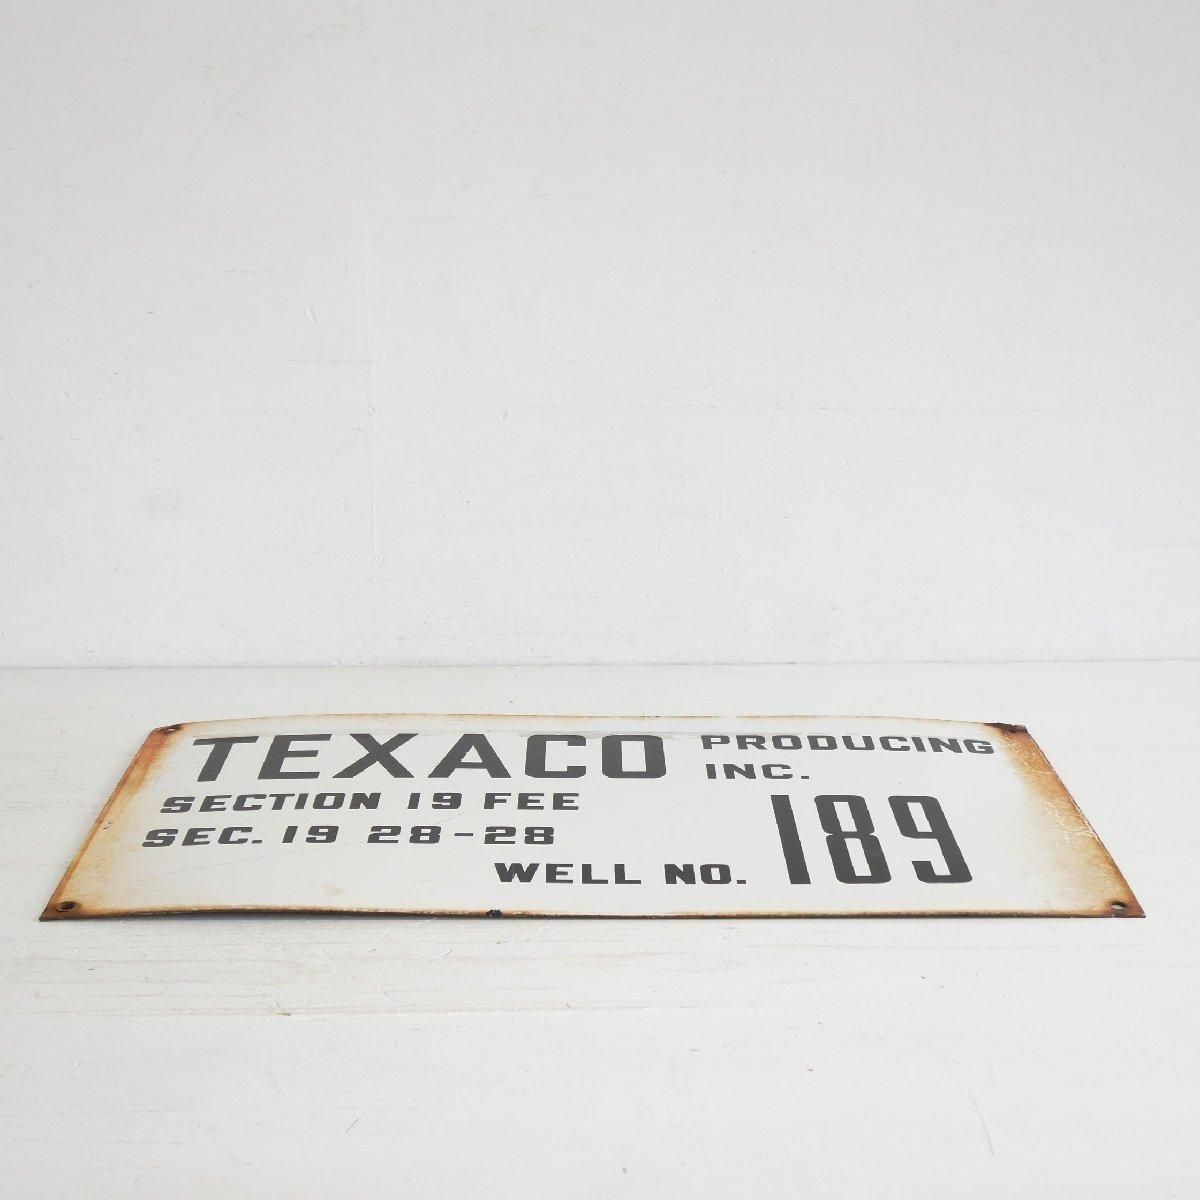 TEXACO PRODUCING INC.
SECTION 19 FEE
SEC. 19 28-28
WELL NO. 189